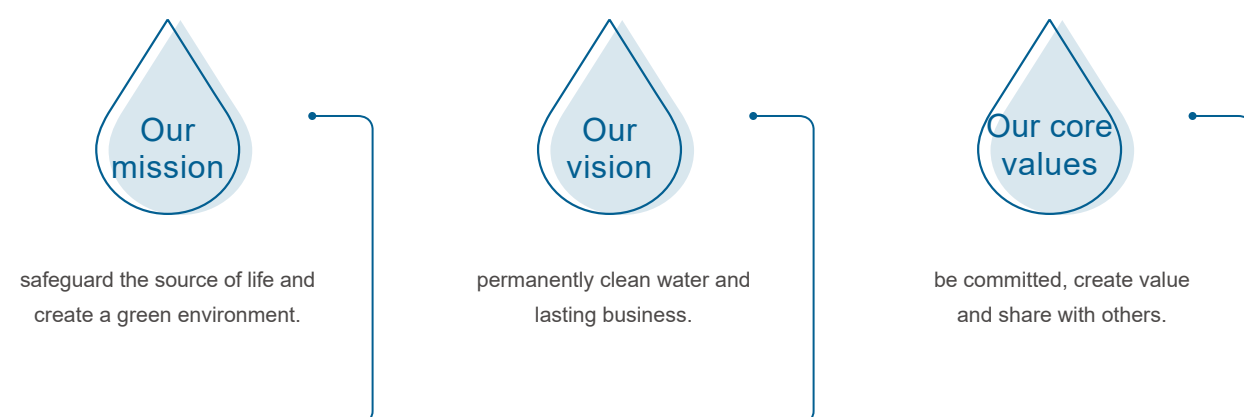 Our
mission
safeguard the source of life and
create a green environment.
Our
vision
permanently clean water and
lasting business.
Our core
values
be committed, create value
and share with others.